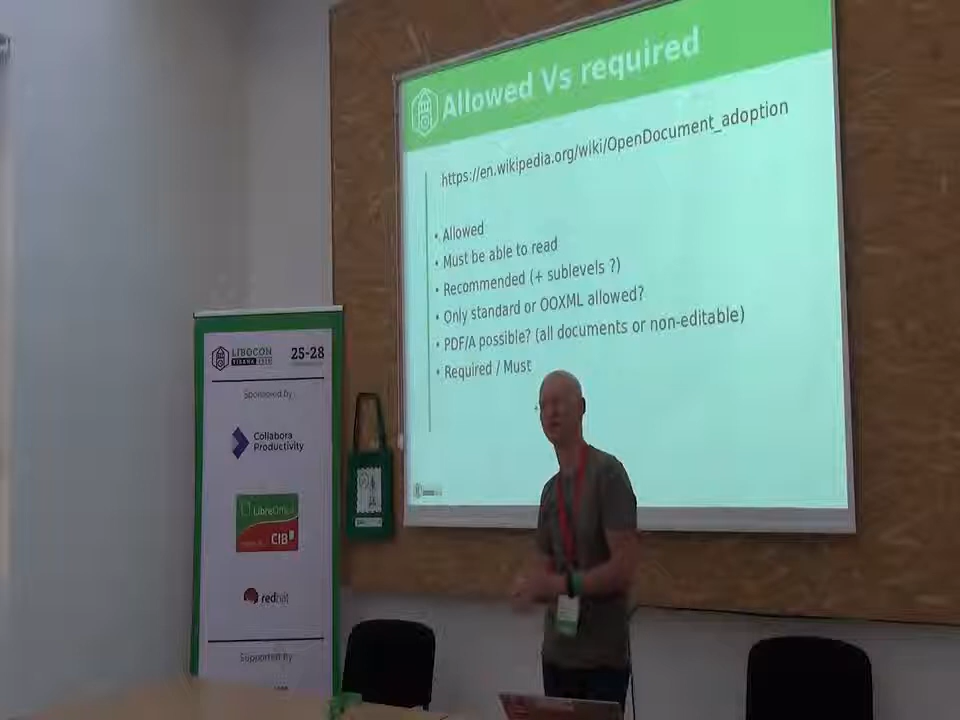 Allowed Vs required
https://en.wikipedia.org/wiki/OpenDocument_adoption
• Allowed
• Must be able to read
• Recommended (+ sublevels ?)
• Only standard or OOXML allowed?
• PDF/A possible? (all documents or non-editable)
• Required / Must
LIBOCON
25-28
Sponsored by
Collabora
Productivity
LibreOffice
CIB
redhat
Supported by